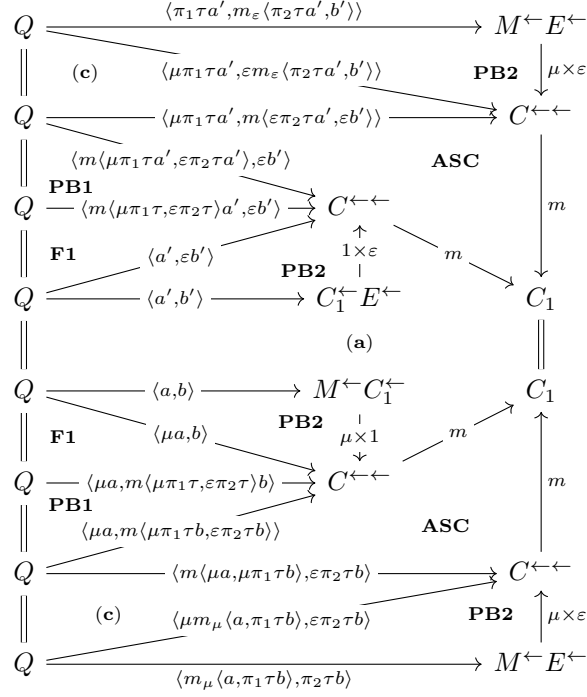 Q ⟨π₁τa′,m_ε⟨π₂τa′,b′⟩⟩ M^←E^←
(c) ⟨μπ₁τa′,εm_ε⟨π₂τa′,b′⟩⟩ PB2 μ×ε
Q ⟨μπ₁τa′,m⟨επ₂τa′,εb′⟩⟩ C^←←
⟨m⟨μπ₁τa′,επ₂τa′⟩,εb′⟩ ASC
PB1 m
Q ⟨m⟨μπ₁τ,επ₂τ⟩a′,εb′⟩ C^←←
F1 ⟨a′,εb′⟩ PB2 1×ε m
Q ⟨a′,b′⟩ C₁^←E^← C₁
(a)
Q ⟨a,b⟩ M^←C₁^← C₁
F1 ⟨μa,b⟩ PB2 μ×1 m
Q ⟨μa,m⟨μπ₁τ,επ₂τ⟩b⟩ C^←←
PB1 m
⟨μa,m⟨μπ₁τb,επ₂τb⟩⟩ ASC
Q ⟨m⟨μa,μπ₁τb⟩,επ₂τb⟩ C^←←
(c) ⟨μm_μ⟨a,π₁τb⟩,επ₂τb⟩ PB2 μ×ε
Q ⟨m_μ⟨a,π₁τb⟩,π₂τb⟩ M^←E^←